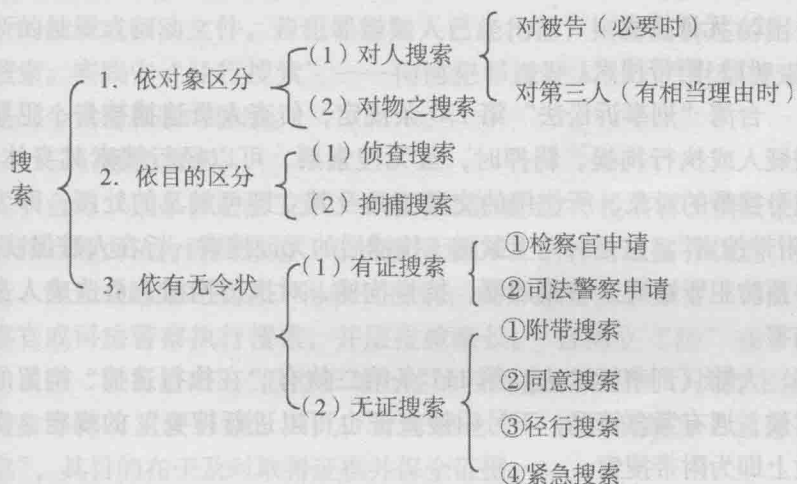 搜索
1. 依对象区分
(1) 对人搜索
对被告（必要时）
对第三人（有相当理由时）
(2) 对物之搜索
2. 依目的区分
(1) 侦查搜索
(2) 拘捕搜索
3. 依有无令状
(1) 有证搜索
①检察官申请
②司法警察申请
(2) 无证搜索
①附带搜索
②同意搜索
③径行搜索
④紧急搜索